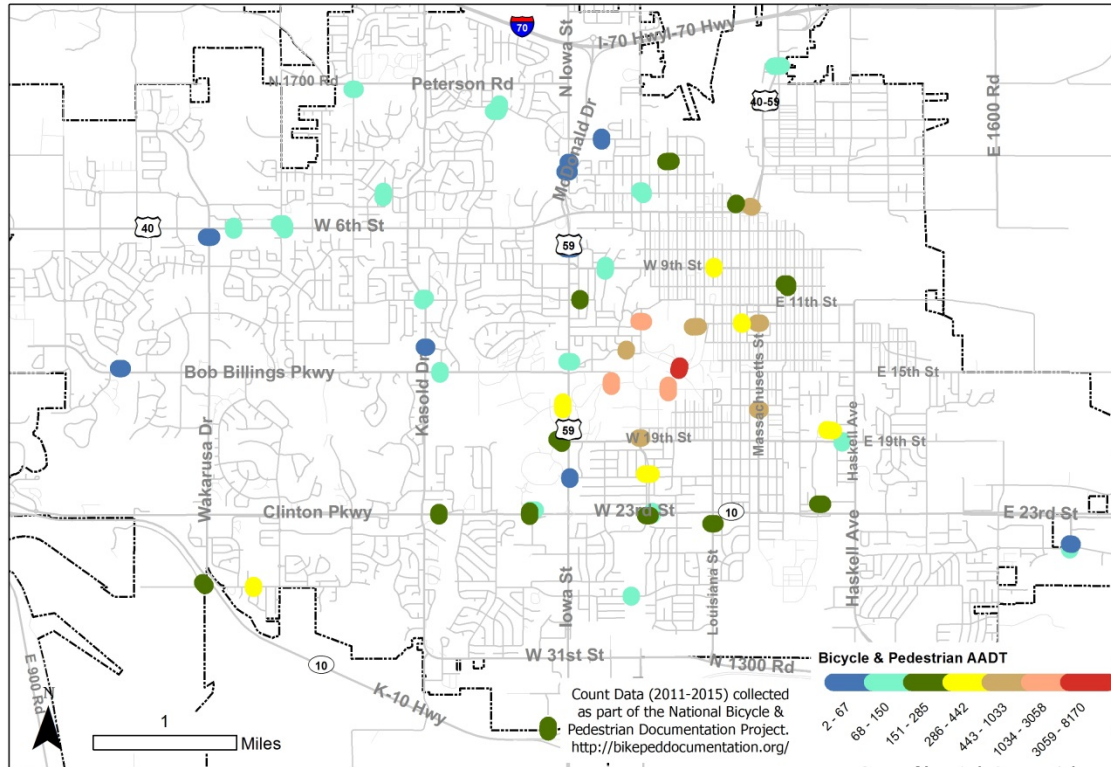 70
I-70 HwyI-70 Hwy
N Iowa St
N 1700 Rd
Peterson Rd
40-59
McDonald Dr
E 1600 Rd
40
W 6th St
59
W 9th St
E 11th St
Bob Billings Pkwy
Kasold Dr
E 15th St
Massachusetts St
59
W 19th St
Haskell Ave
E 19th St
Wakarusa Dr
Clinton Pkwy
W 23rd St
10
E 23rd St
Iowa St
Louisiana St
Haskell Ave
W 31st St
N 1300 Rd
10
K-10 Hwy
E 900 Rd
N
1
Miles
Count Data (2011-2015) collected
as part of the National Bicycle &
Pedestrian Documentation Project.
http://bikepeddocumentation.org/
Bicycle & Pedestrian AADT
2 - 67
68 - 150
151 - 285
286 - 442
443 - 1033
1034 - 3058
3059 - 8170